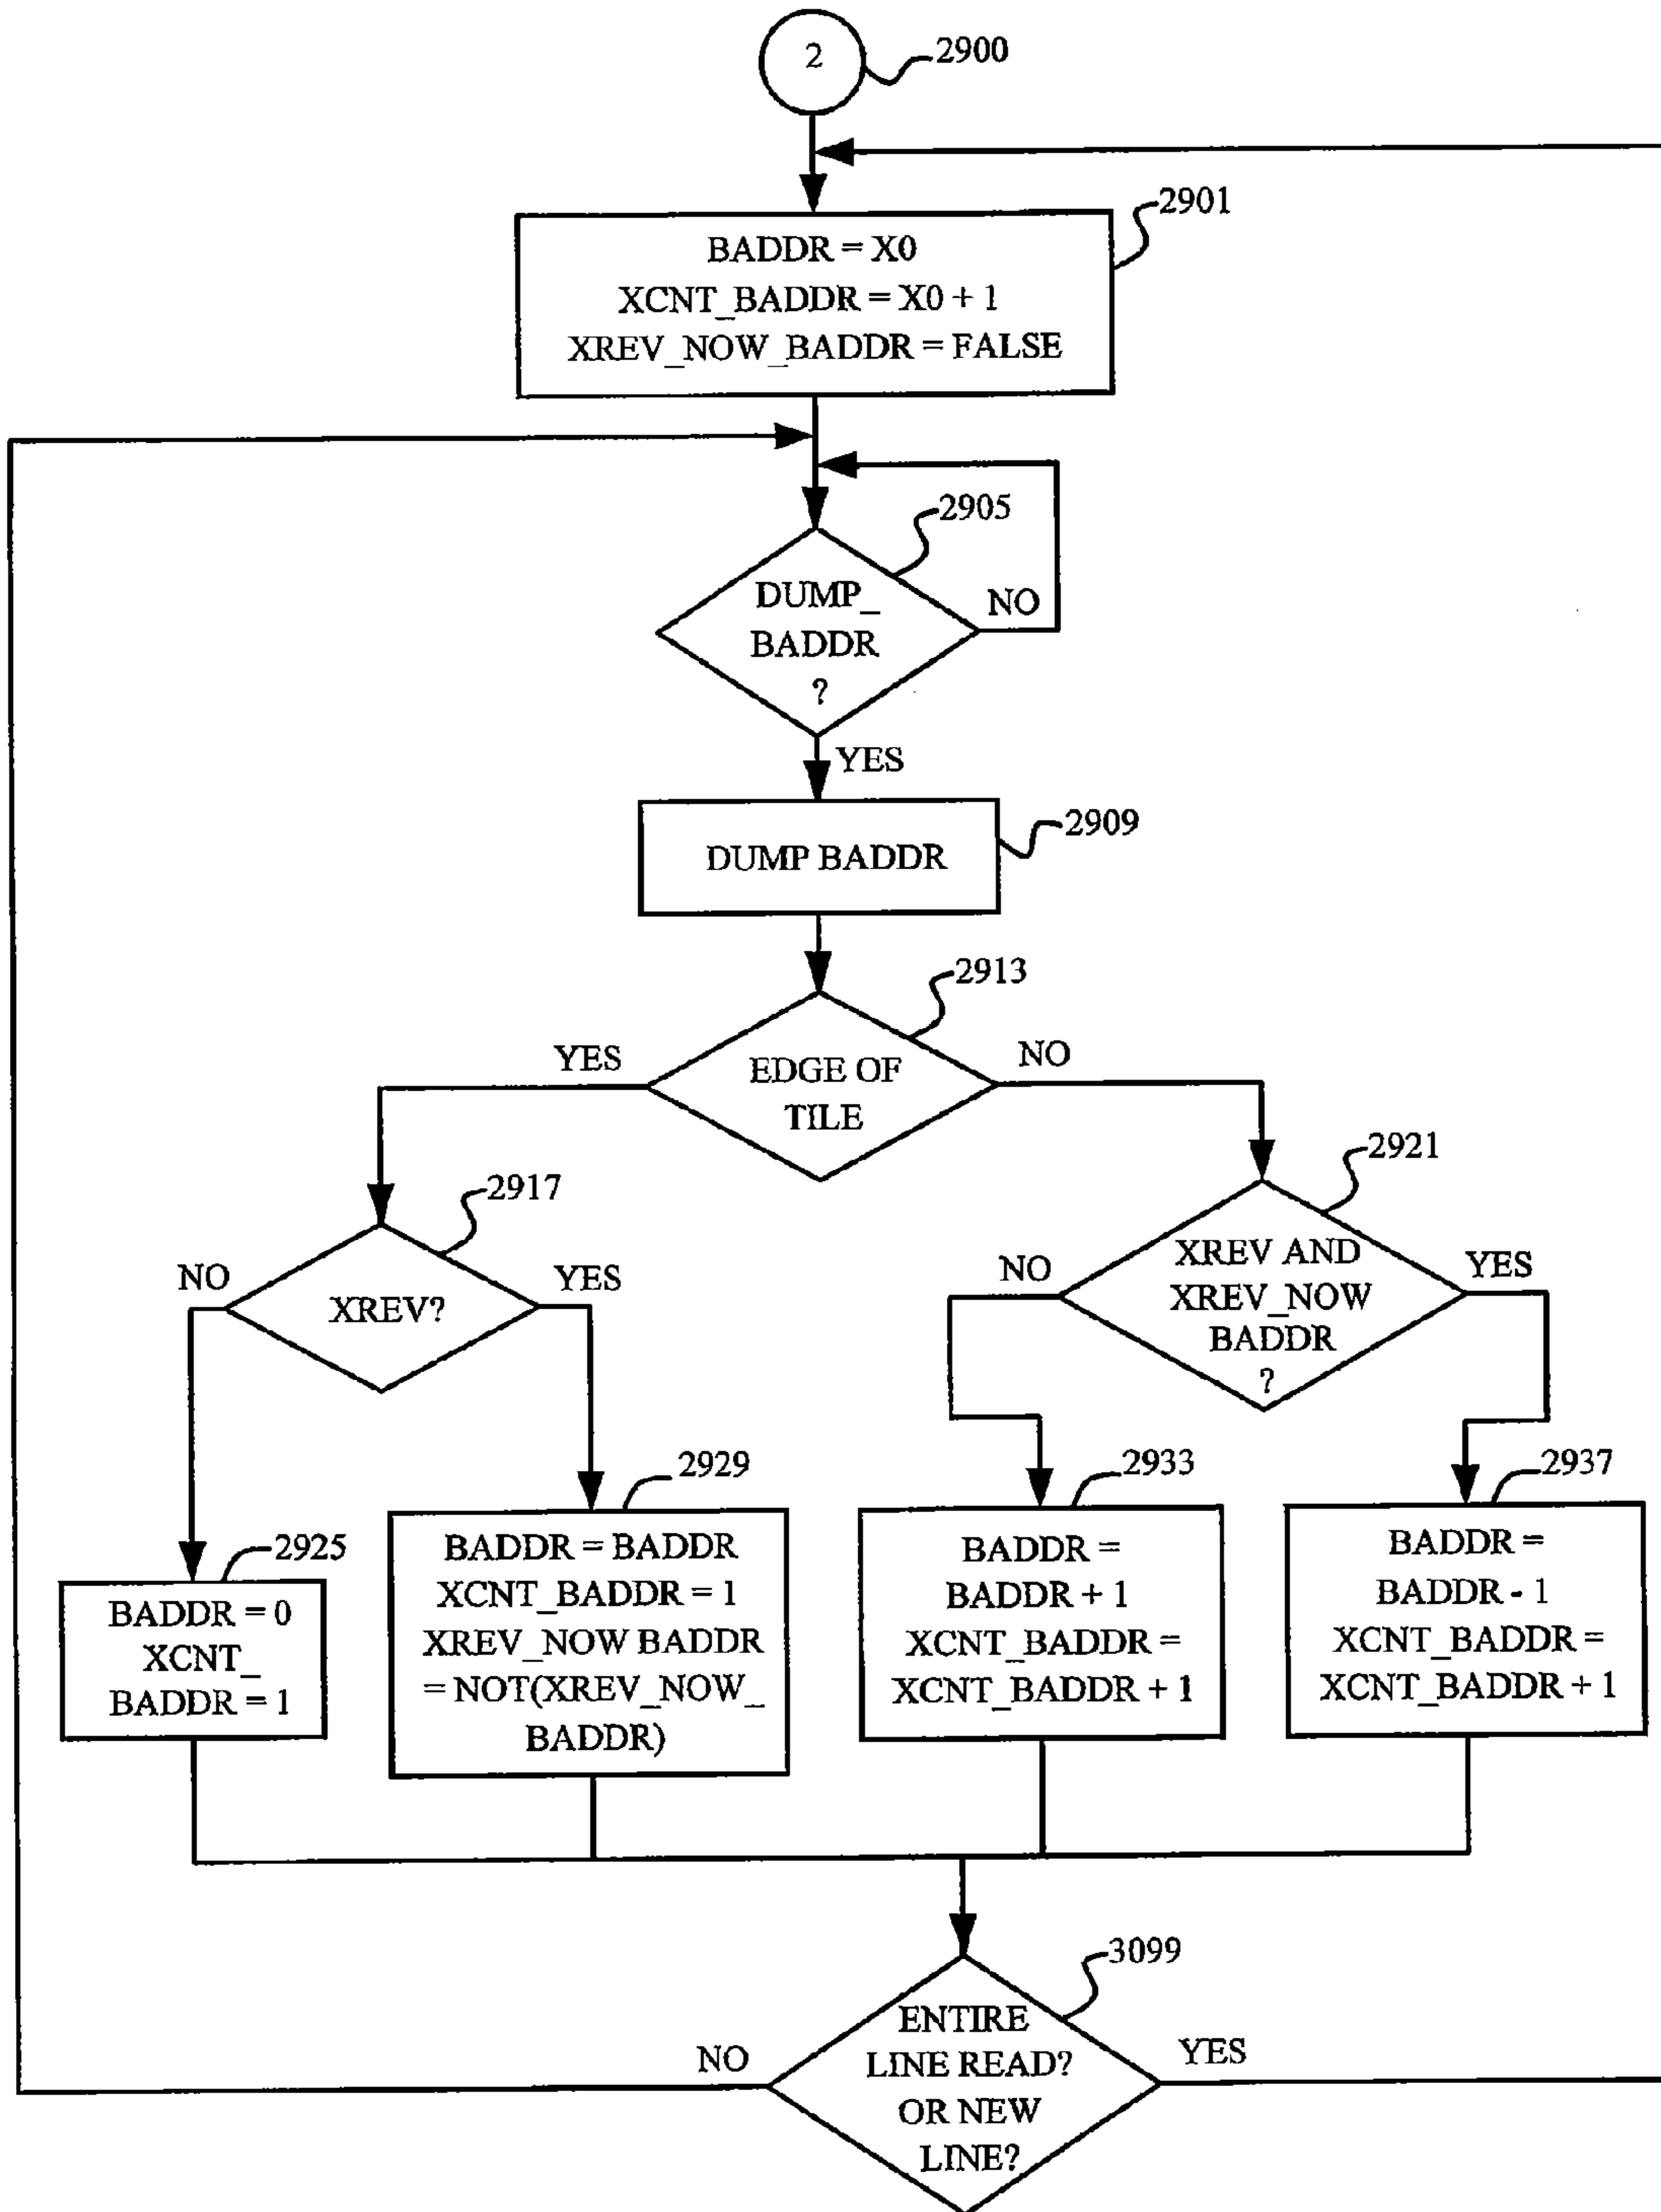 2
2900
2901
BADDR = X0
XCNT_BADDR = X0 + 1
XREV_NOW_BADDR = FALSE
2905
DUMP_
BADDR
?
NO
YES
2909
DUMP BADDR
2913
YES
NO
EDGE OF
TILE
2917
NO
YES
XREV?
2921
NO
YES
XREV AND
XREV_NOW
BADDR
?
2925
BADDR = 0
XCNT_
BADDR = 1
2929
BADDR = BADDR
XCNT_BADDR = 1
XREV_NOW BADDR
= NOT(XREV_NOW_
BADDR)
2933
BADDR =
BADDR + 1
XCNT_BADDR =
XCNT_BADDR + 1
2937
BADDR =
BADDR - 1
XCNT_BADDR =
XCNT_BADDR + 1
3099
NO
YES
ENTIRE
LINE READ?
OR NEW
LINE?